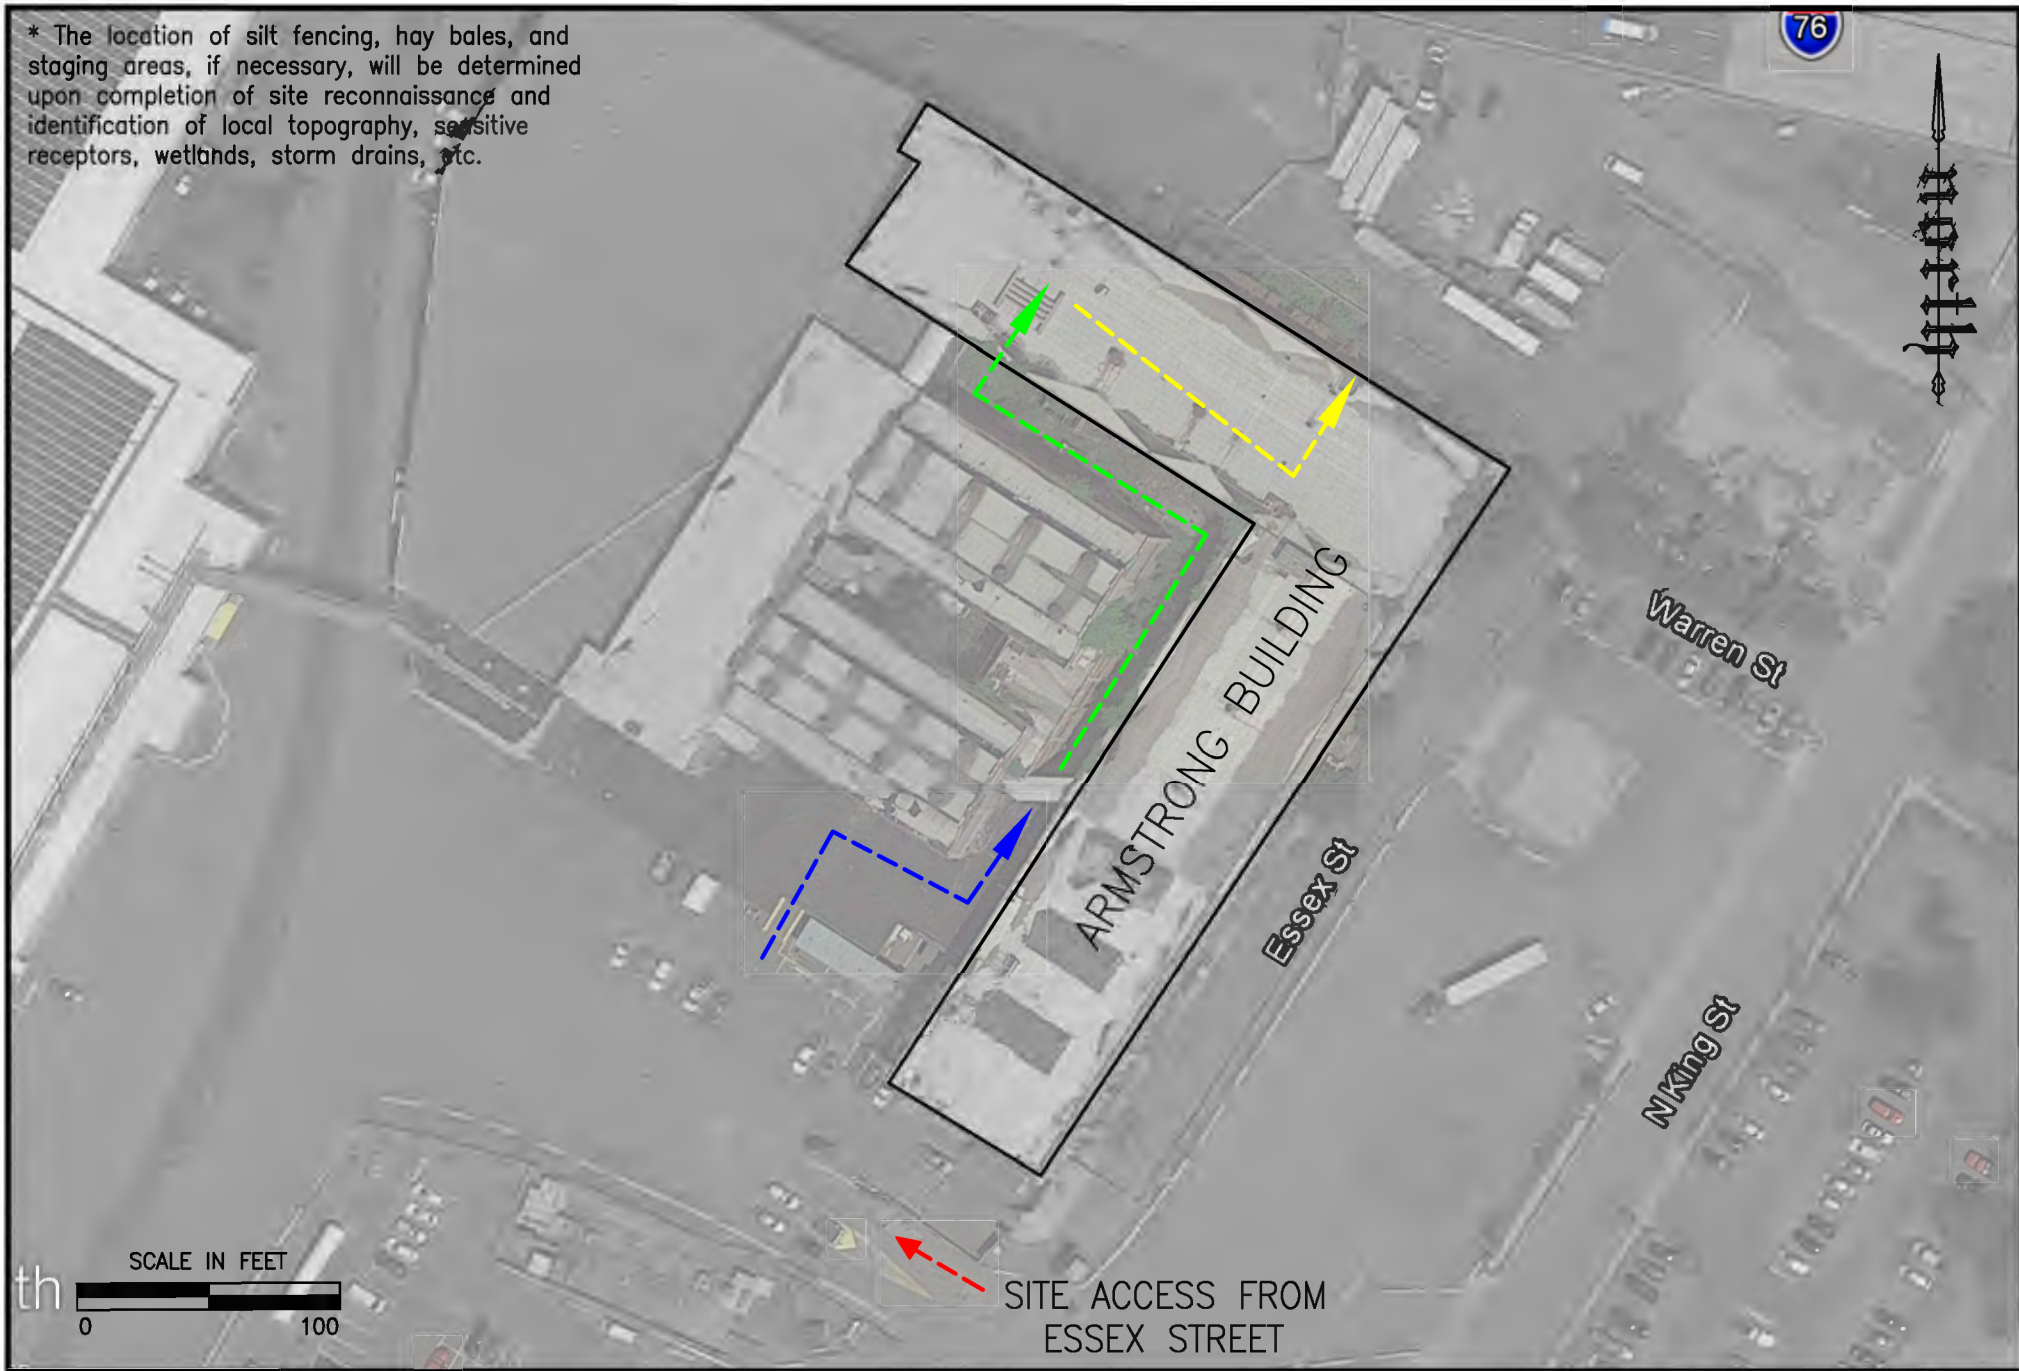 * The location of silt fencing, hay bales, and
staging areas, if necessary, will be determined
upon completion of site reconnaissance and
identification of local topography, sensitive
receptors, wetlands, storm drains, etc.
76
north
ARMSTRONG BUILDING
Warren St
Essex St
N King St
SCALE IN FEET
th
0 100
SITE ACCESS FROM
ESSEX STREET